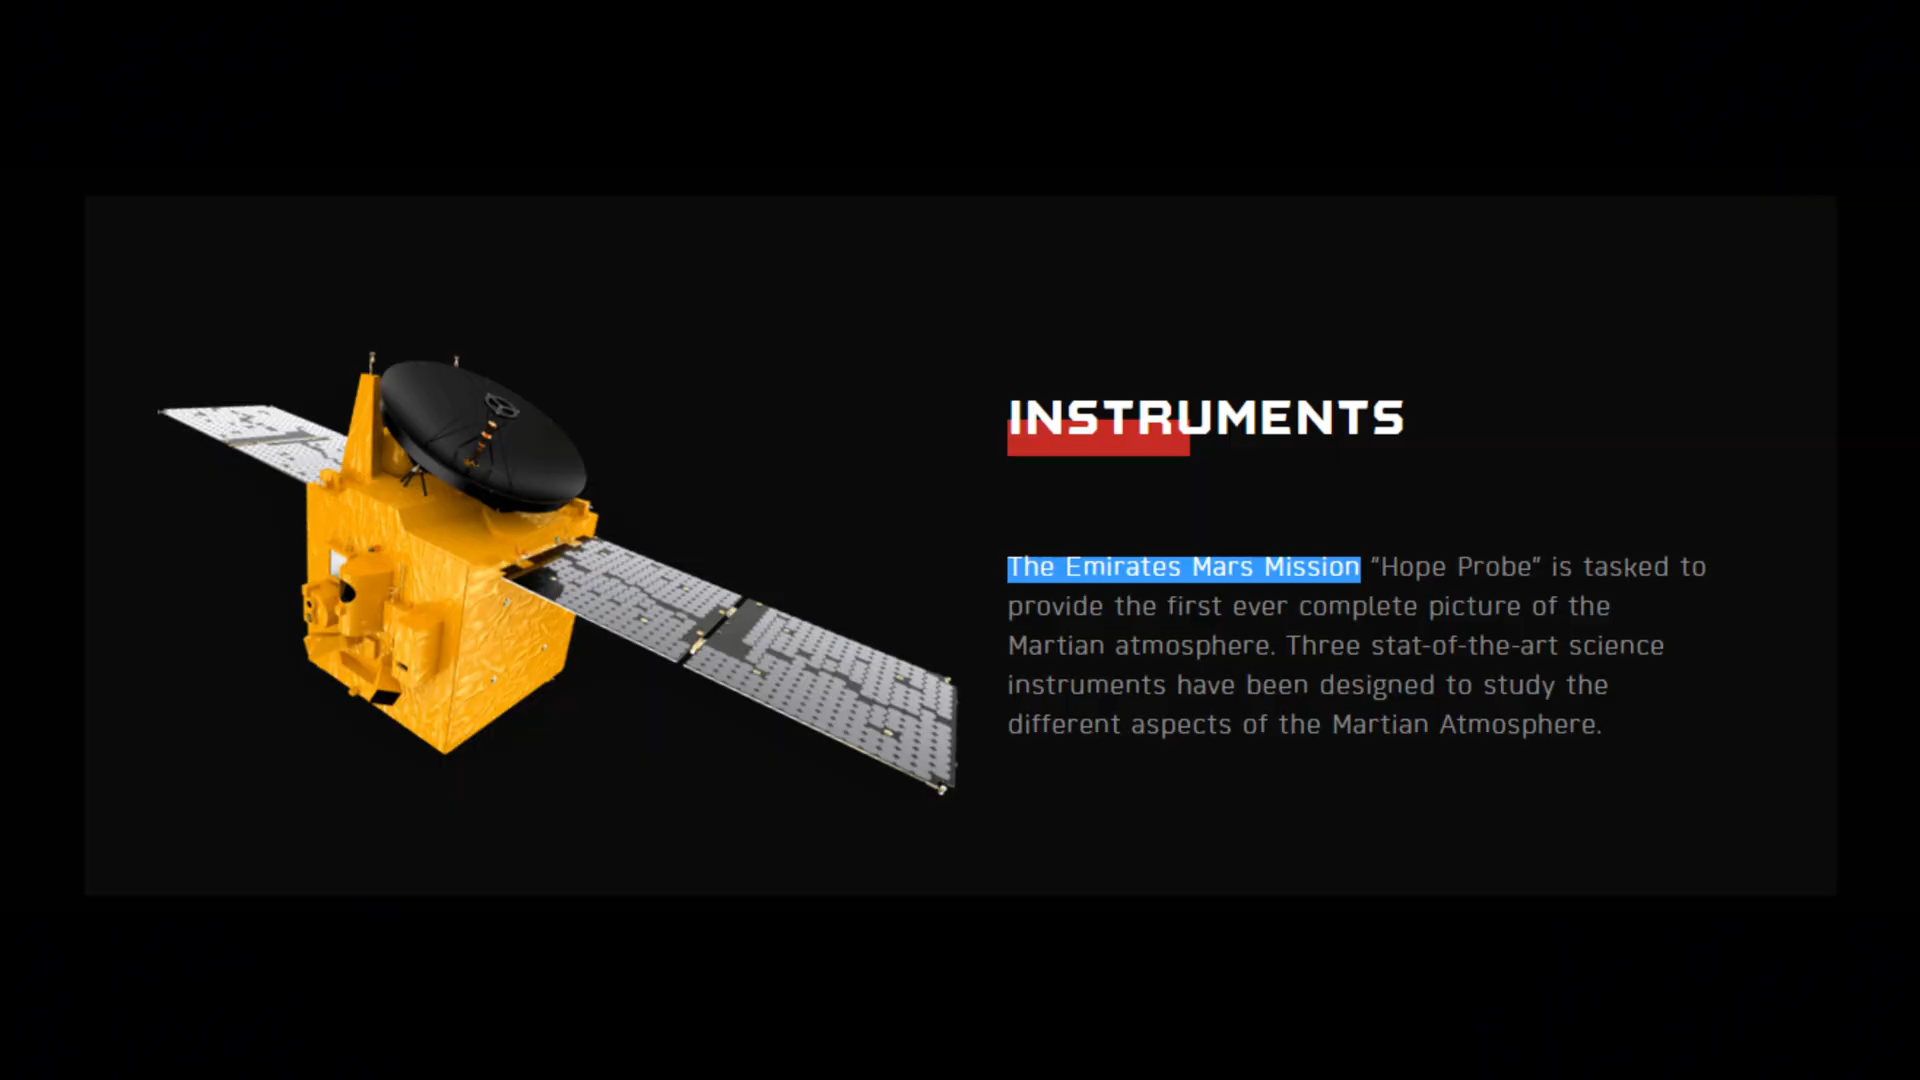 INSTRUMENTS
The Emirates Mars Mission "Hope Probe" is tasked to
provide the first ever complete picture of the
Martian atmosphere. Three stat-of-the-art science
instruments have been designed to study the
different aspects of the Martian Atmosphere.